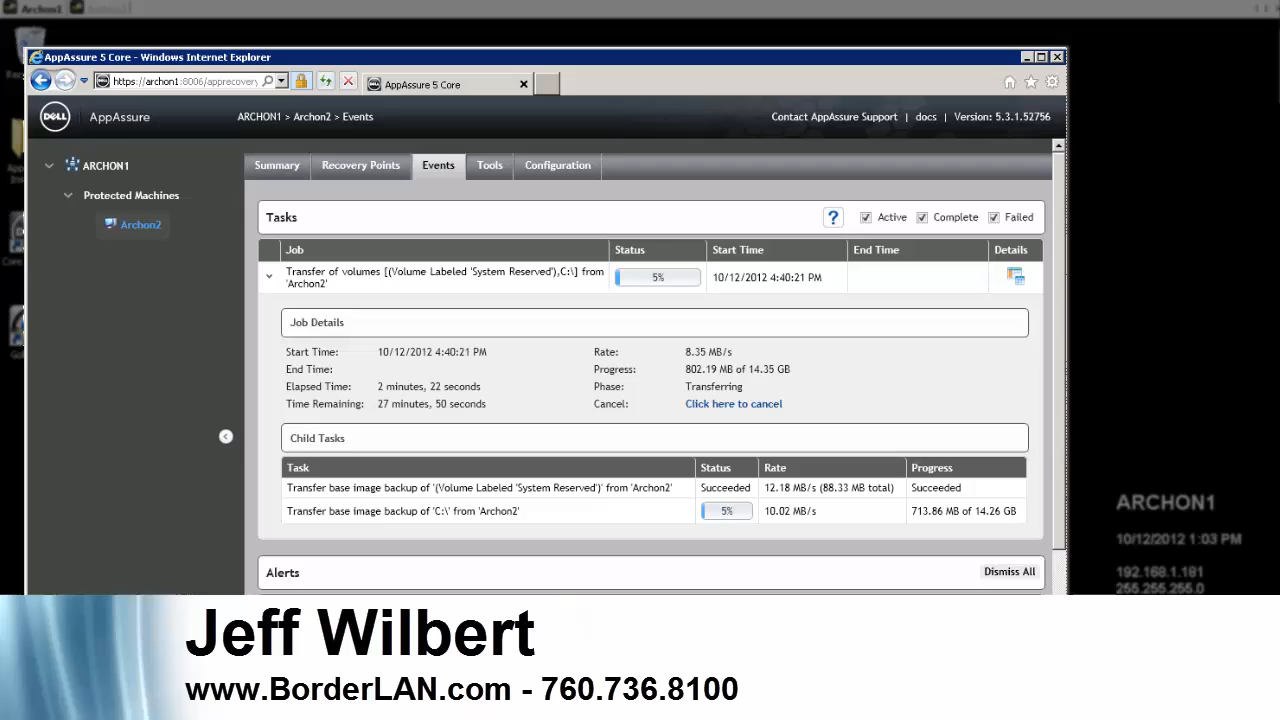 Archon1
AppAssure 5 Core - Windows Internet Explorer
https://archon1:8006/apprecovery
AppAssure 5 Core
DELL
AppAssure
ARCHON1 > Archon2 > Events
Contact AppAssure Support | docs | Version: 5.3.1.52756
ARCHON1
Protected Machines
Archon2
Summary Recovery Points Events Tools Configuration
Tasks
? Active Complete Failed
Job Status Start Time End Time Details
Transfer of volumes [(Volume Labeled 'System Reserved'),C:\] from
'Archon2'
5% 10/12/2012 4:40:21 PM
Job Details
Start Time: 10/12/2012 4:40:21 PM Rate: 8.35 MB/s
End Time: Progress: 802.19 MB of 14.35 GB
Elapsed Time: 2 minutes, 22 seconds Phase: Transferring
Time Remaining: 27 minutes, 50 seconds Cancel: Click here to cancel
Child Tasks
Task Status Rate Progress
Transfer base image backup of '(Volume Labeled 'System Reserved')' from 'Archon2' Succeeded 12.18 MB/s (88.33 MB total) Succeeded
Transfer base image backup of 'C:\' from 'Archon2' 5% 10.02 MB/s 713.86 MB of 14.26 GB
Alerts Dismiss All
ARCHON1
10/12/2012 1:03 PM
192.168.1.181
255.255.255.0
Jeff Wilbert
www.BorderLAN.com - 760.736.8100